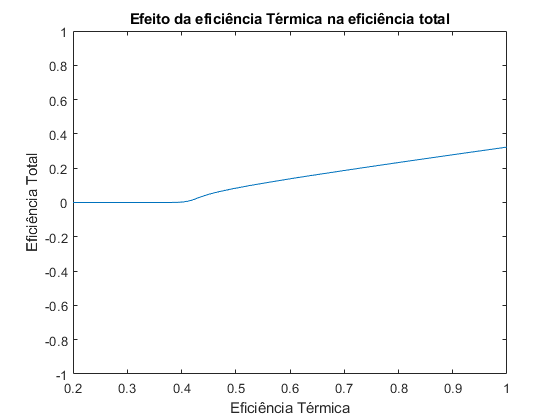 Efeito da eficiência Térmica na eficiência total
1
0.8
0.6
0.4
0.2
0
-0.2
-0.4
-0.6
-0.8
-1
Eficiência Total
0.2 0.3 0.4 0.5 0.6 0.7 0.8 0.9 1
Eficiência Térmica